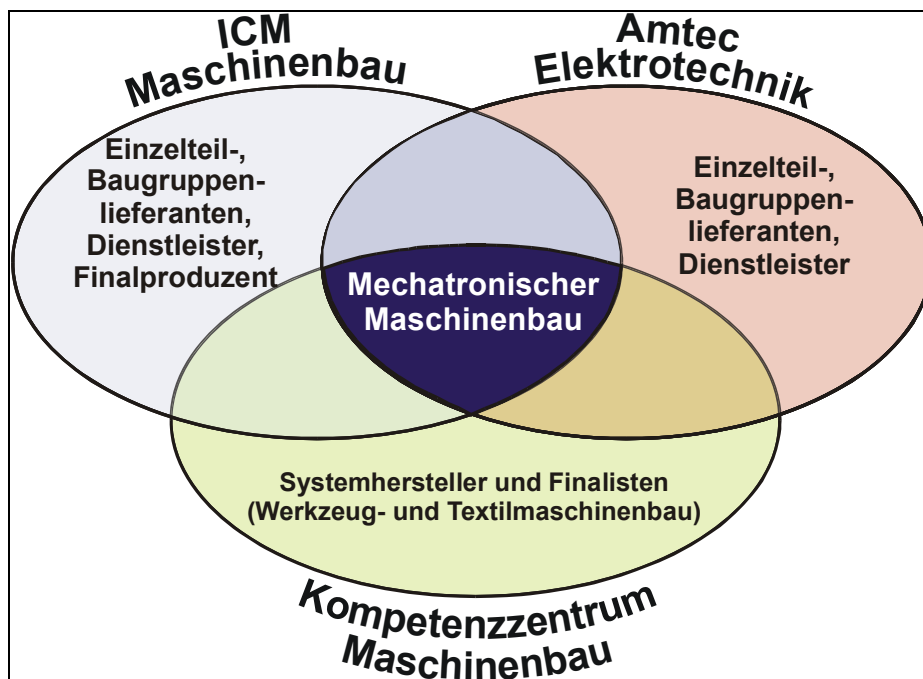 ICM
Maschinenbau
Amtec
Elektrotechnik
Einzelteil-,
Baugruppen-
lieferanten,
Dienstleister,
Finalproduzent
Einzelteil-,
Baugruppen-
lieferanten,
Dienstleister
Mechatronischer
Maschinenbau
Systemhersteller und Finalisten
(Werkzeug- und Textilmaschinenbau)
Kompetenzzentrum
Maschinenbau